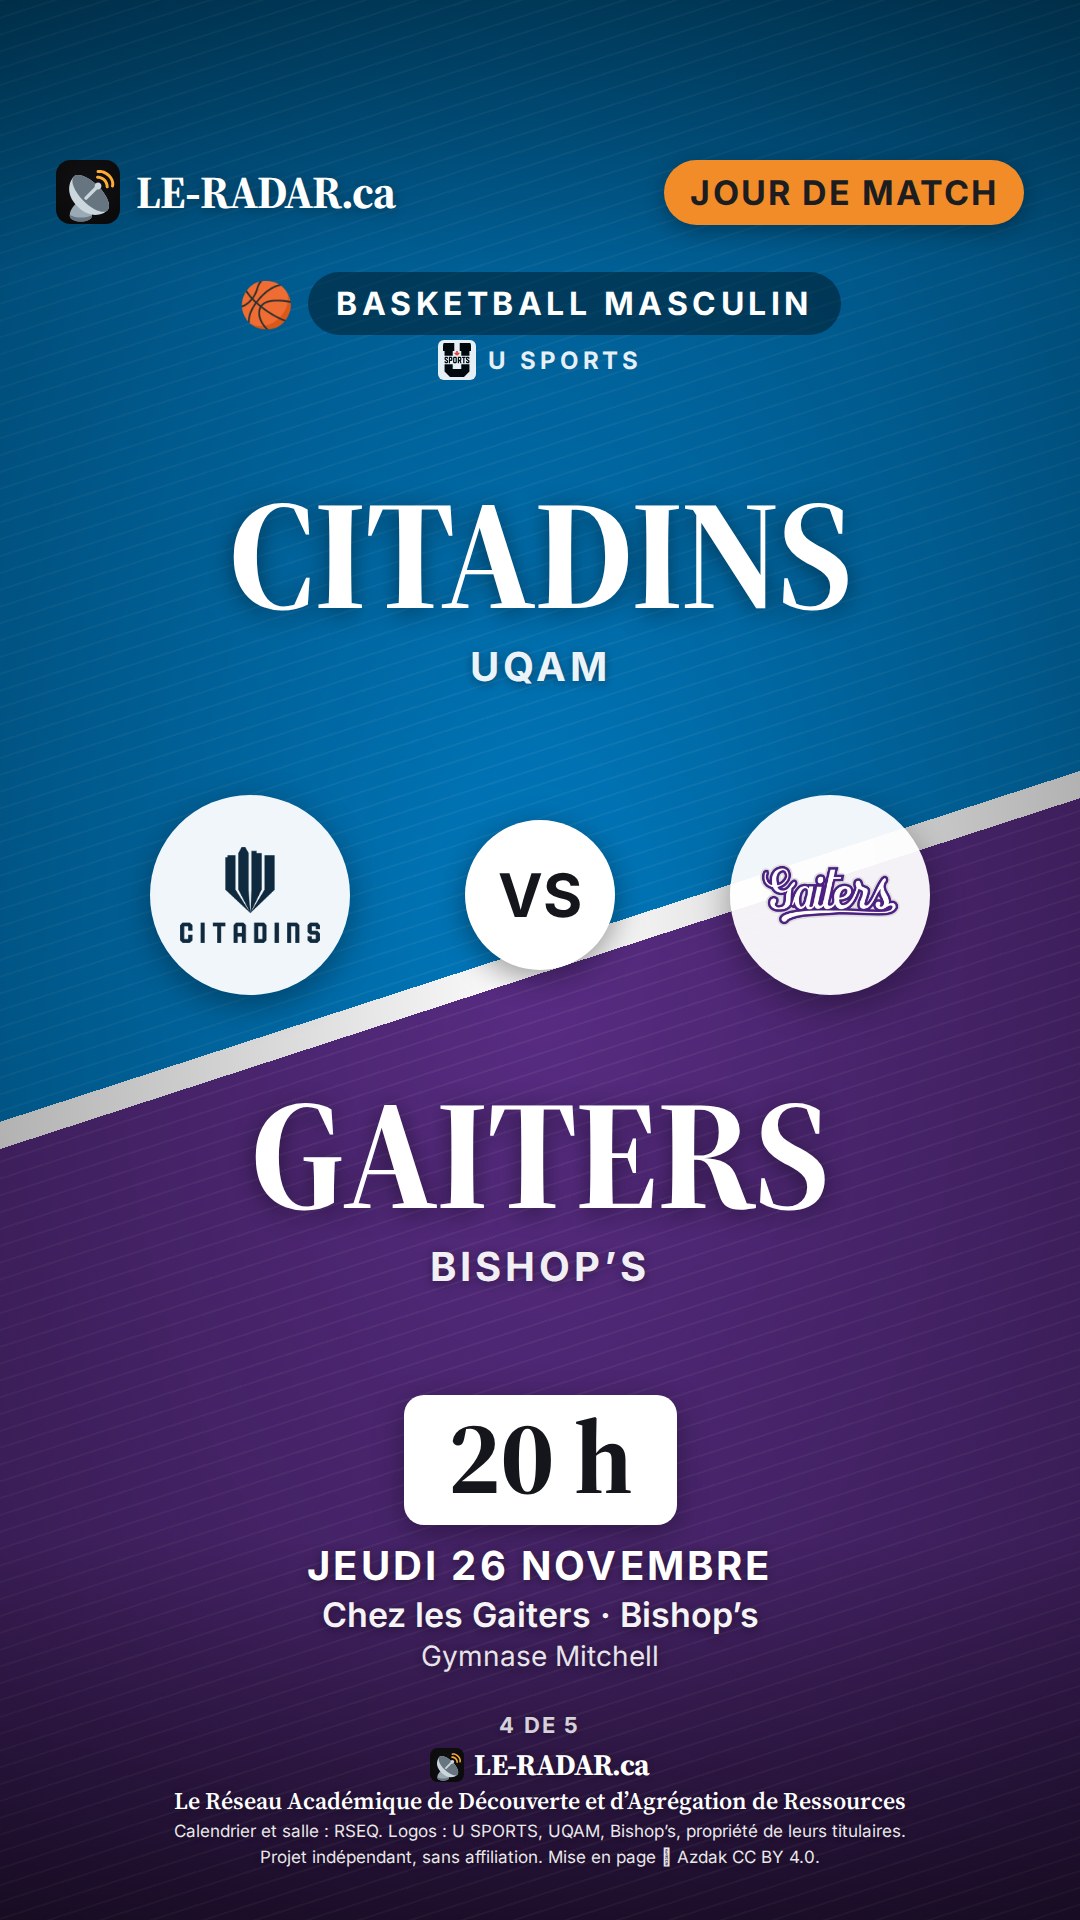 LE-RADAR.ca
JOUR DE MATCH
BASKETBALL MASCULIN
U SPORTS
U SPORTS
CITADINS
UQAM
CITADINS
VS
Gaiters
GAITERS
BISHOP’S
20 h
JEUDI 26 NOVEMBRE
Chez les Gaiters · Bishop’s
Gymnase Mitchell
4 DE 5
LE-RADAR.ca
Le Réseau Académique de Découverte et d’Agrégation de Ressources
Calendrier et salle : RSEQ. Logos : U SPORTS, UQAM, Bishop’s, propriété de leurs titulaires.
Projet indépendant, sans affiliation. Mise en page Azdak CC BY 4.0.